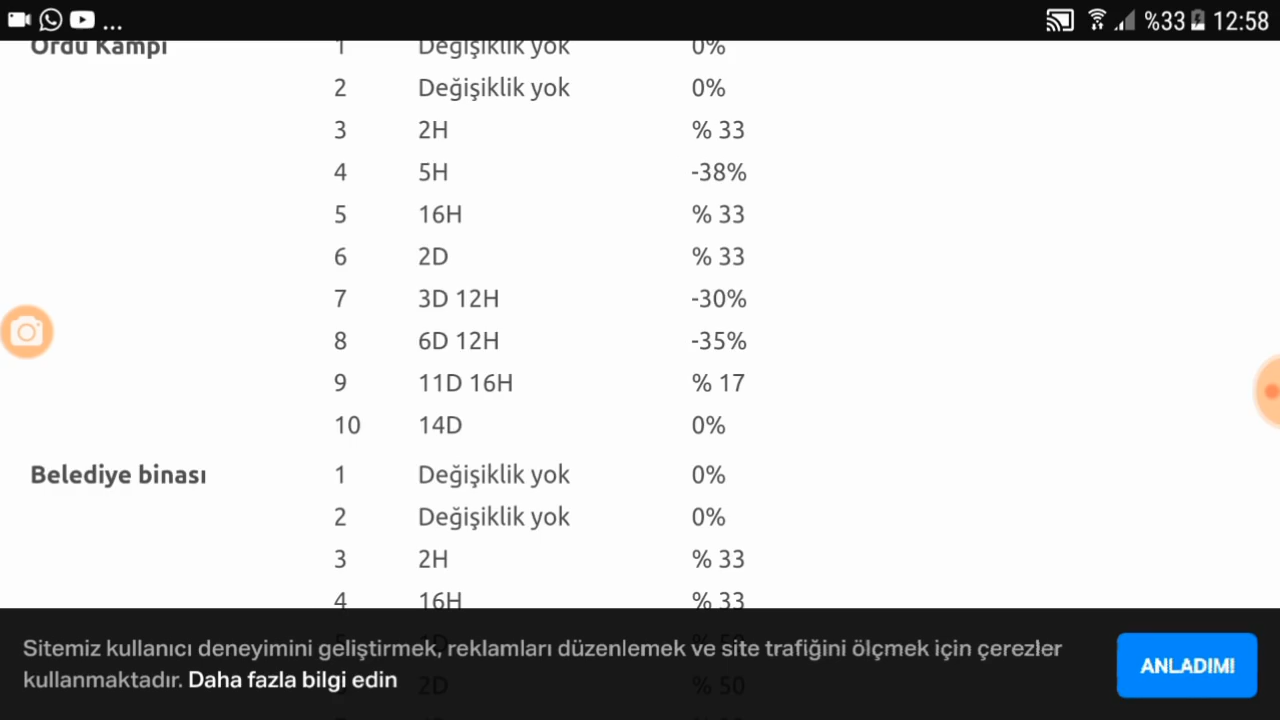 ... %33 12:58
Ordu Kampı 1 Değişiklik yok 0%
2 Değişiklik yok 0%
3 2H % 33
4 5H -38%
5 16H % 33
6 2D % 33
7 3D 12H -30%
8 6D 12H -35%
9 11D 16H % 17
10 14D 0%
Belediye binası 1 Değişiklik yok 0%
2 Değişiklik yok 0%
3 2H % 33
4 16H % 33
Sitemiz kullanıcı deneyimini geliştirmek, reklamları düzenlemek ve site trafiğini ölçmek için çerezler
kullanmaktadır. Daha fazla bilgi edin
ANLADIM!
2D % 50